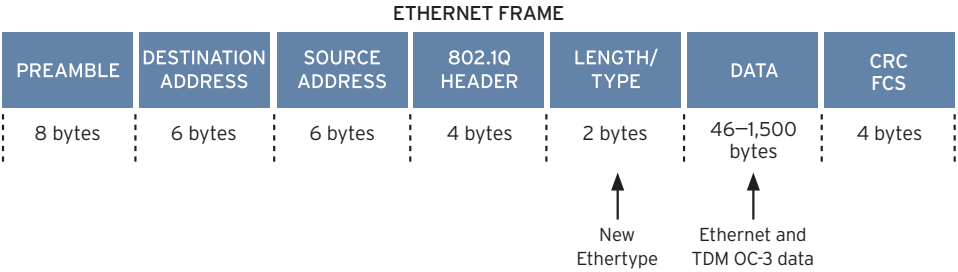 ETHERNET FRAME
PREAMBLE
DESTINATION
ADDRESS
SOURCE
ADDRESS
802.1Q
HEADER
LENGTH/
TYPE
DATA
CRC
FCS
8 bytes
6 bytes
6 bytes
4 bytes
2 bytes
46–1,500
bytes
4 bytes
New
Ethertype
Ethernet and
TDM OC-3 data